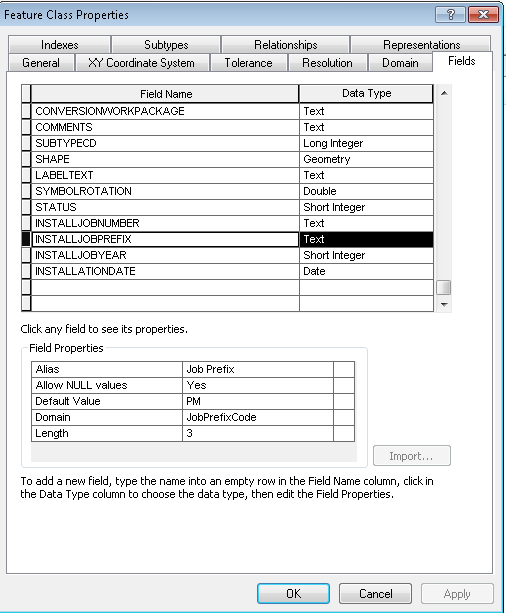 Feature Class Properties
?
Indexes Subtypes Relationships Representations
General XY Coordinate System Tolerance Resolution Domain Fields
Field Name Data Type
CONVERSIONWORKPACKAGE Text
COMMENTS Text
SUBTYPECD Long Integer
SHAPE Geometry
LABELTEXT Text
SYMBOLROTATION Double
STATUS Short Integer
INSTALLJOBNUMBER Text
INSTALLJOBPREFIX Text
INSTALLJOBYEAR Short Integer
INSTALLATIONDATE Date
Click any field to see its properties.
Field Properties
Alias Job Prefix
Allow NULL values Yes
Default Value PM
Domain JobPrefixCode
Length 3
Import...
To add a new field, type the name into an empty row in the Field Name column, click in
the Data Type column to choose the data type, then edit the Field Properties.
OK Cancel Apply